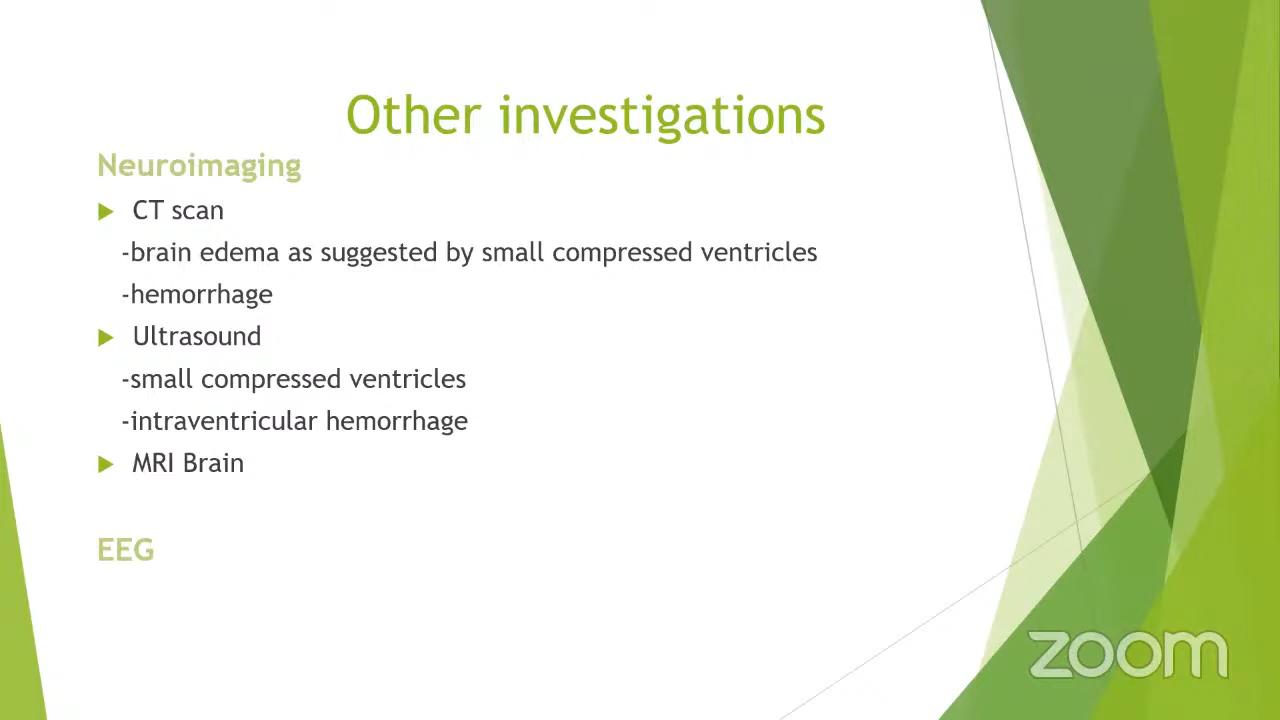 Other investigations
Neuroimaging
CT scan
-brain edema as suggested by small compressed ventricles
-hemorrhage
Ultrasound
-small compressed ventricles
-intraventricular hemorrhage
MRI Brain
EEG
zoom